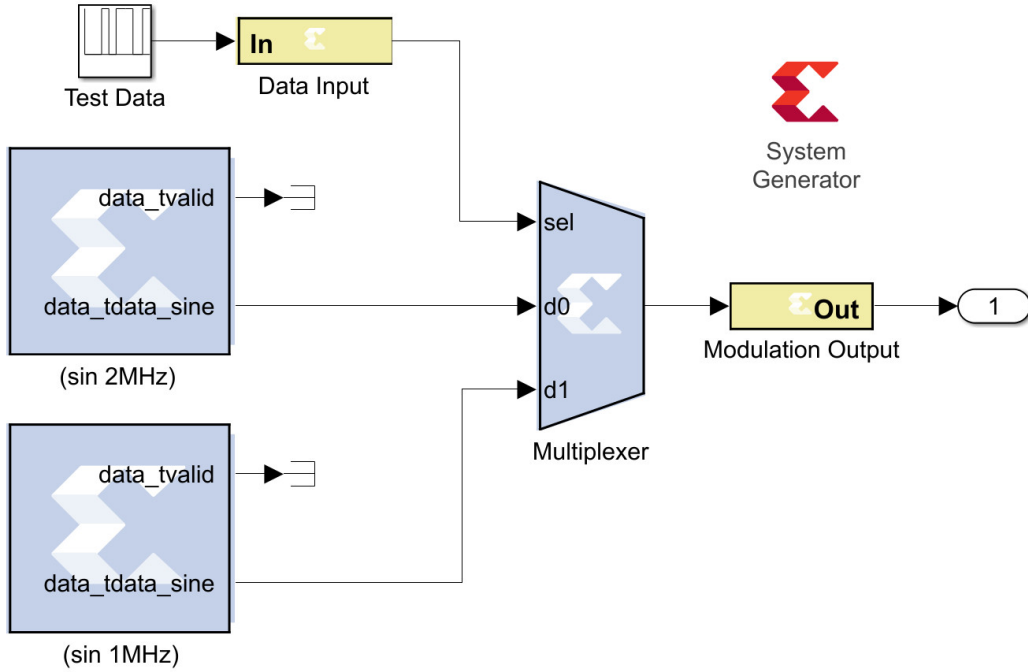 Test Data
In
Data Input
System
Generator
data_tvalid
data_tdata_sine
(sin 2MHz)
sel
d0
d1
Multiplexer
Out
Modulation Output
1
data_tvalid
data_tdata_sine
(sin 1MHz)